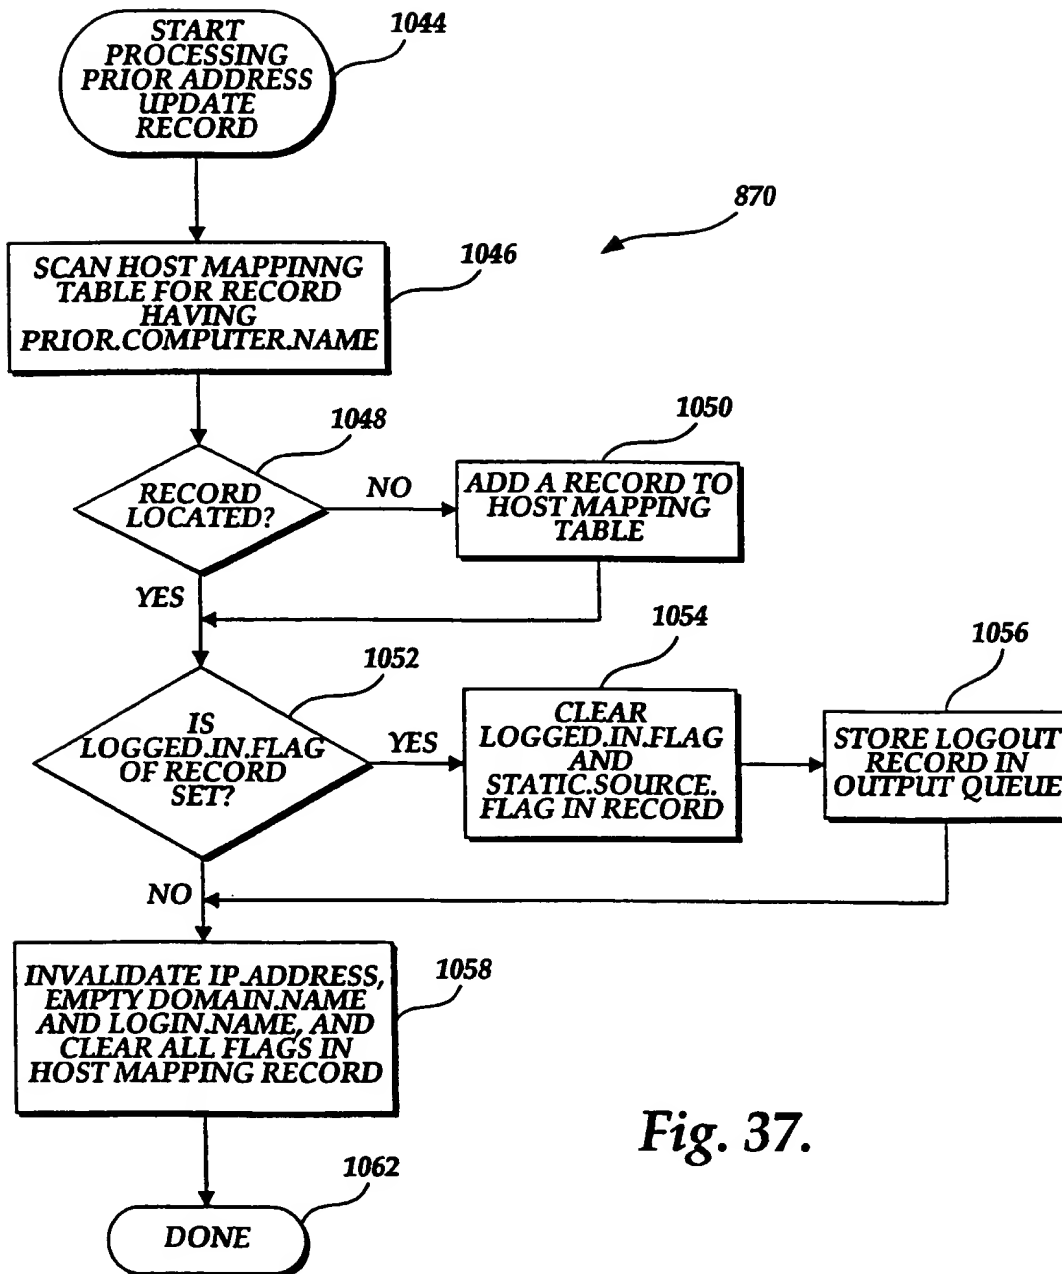 START
PROCESSING
PRIOR ADDRESS
UPDATE
RECORD
1044
870
SCAN HOST MAPPINNG
TABLE FOR RECORD
HAVING
PRIOR.COMPUTER.NAME
1046
1048
RECORD
LOCATED?
NO
1050
ADD A RECORD TO
HOST MAPPING
TABLE
YES
1052
IS
LOGGED.IN.FLAG
OF RECORD
SET?
YES
1054
CLEAR
LOGGED.IN.FLAG
AND
STATIC.SOURCE.
FLAG IN RECORD
1056
STORE LOGOUT
RECORD IN
OUTPUT QUEUE
NO
1058
INVALIDATE IP.ADDRESS,
EMPTY DOMAIN.NAME
AND LOGIN.NAME, AND
CLEAR ALL FLAGS IN
HOST MAPPING RECORD
Fig. 37.
1062
DONE